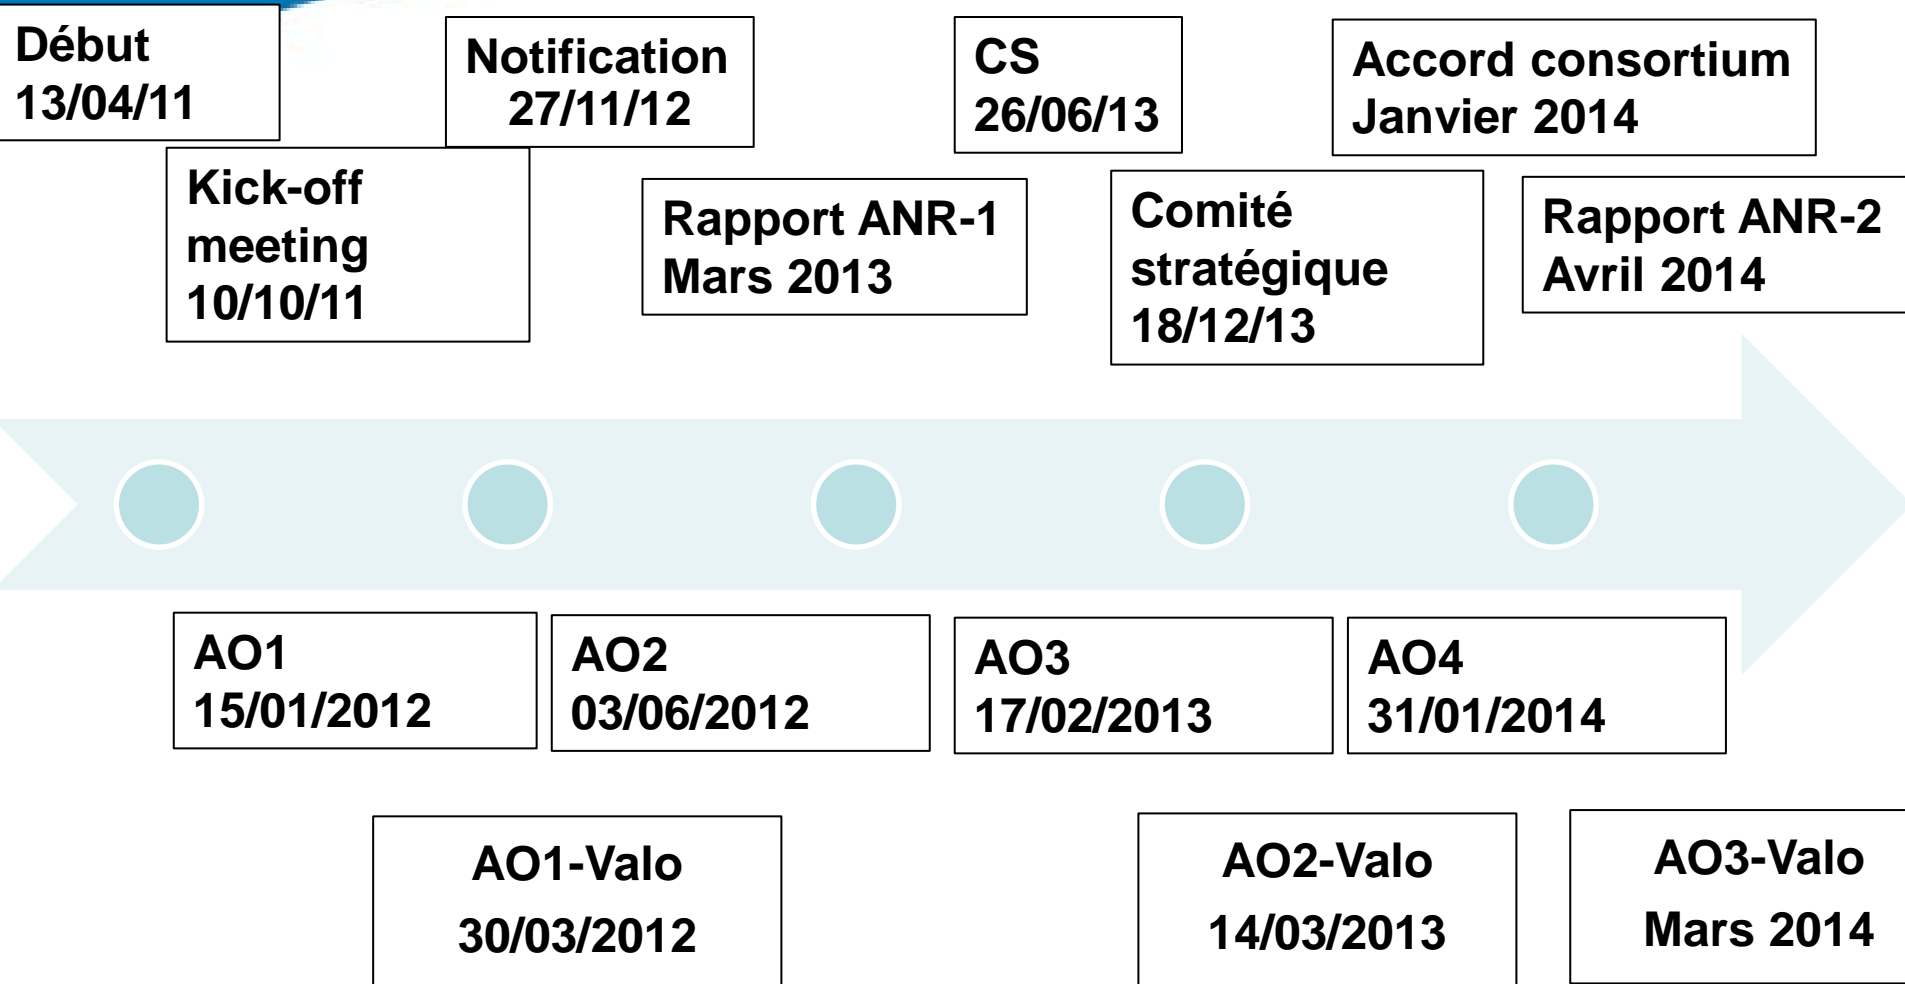 Début
13/04/11
Notification
27/11/12
CS
26/06/13
Accord consortium
Janvier 2014
Kick-off
meeting
10/10/11
Rapport ANR-1
Mars 2013
Comité
stratégique
18/12/13
Rapport ANR-2
Avril 2014
AO1
15/01/2012
AO2
03/06/2012
AO3
17/02/2013
AO4
31/01/2014
AO1-Valo
30/03/2012
AO2-Valo
14/03/2013
AO3-Valo
Mars 2014